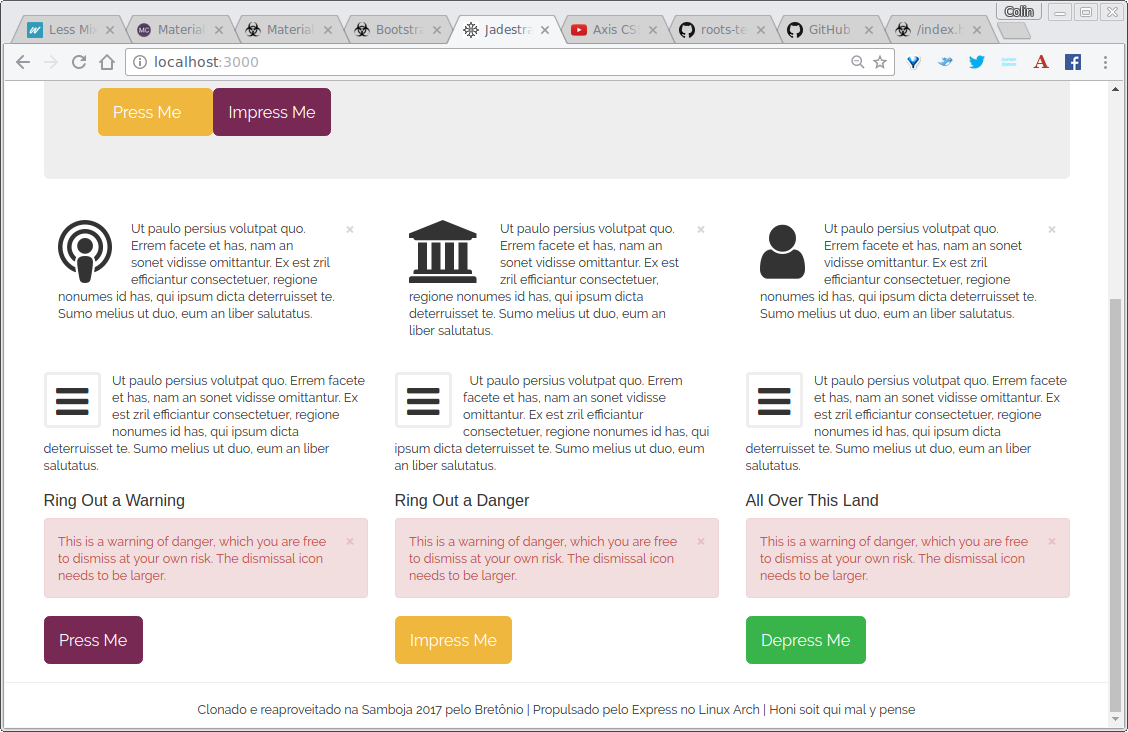 Colin
Less Mix
Material
Material
Bootstra
Jadestra
Axis CS
roots-te
GitHub
/index.h
localhost:3000
Press Me
Impress Me
Ut paulo persius volutpat quo.
Errem facete et has, nam an
sonet vidisse omittantur. Ex est zril
efficiantur consectetuer, regione
nonumes id has, qui ipsum dicta deterruisset te.
Sumo melius ut duo, eum an liber salutatus.
×
Ut paulo persius volutpat quo.
Errem facete et has, nam an
sonet vidisse omittantur. Ex est
zril efficiantur consectetuer,
regione nonumes id has, qui ipsum dicta
deterruisset te. Sumo melius ut duo, eum an
liber salutatus.
×
Ut paulo persius volutpat quo.
Errem facete et has, nam an sonet
vidisse omittantur. Ex est zril
efficiantur consectetuer, regione
nonumes id has, qui ipsum dicta deterruisset te.
Sumo melius ut duo, eum an liber salutatus.
×
Ut paulo persius volutpat quo. Errem facete
et has, nam an sonet vidisse omittantur. Ex
est zril efficiantur consectetuer, regione
nonumes id has, qui ipsum dicta
deterruisset te. Sumo melius ut duo, eum an liber
salutatus.
Ut paulo persius volutpat quo. Errem
facete et has, nam an sonet vidisse
omittantur. Ex est zril efficiantur
consectetuer, regione nonumes id has, qui
ipsum dicta deterruisset te. Sumo melius ut duo, eum
an liber salutatus.
Ut paulo persius volutpat quo. Errem facete
et has, nam an sonet vidisse omittantur. Ex
est zril efficiantur consectetuer, regione
nonumes id has, qui ipsum dicta
deterruisset te. Sumo melius ut duo, eum an liber
salutatus.
Ring Out a Warning
This is a warning of danger, which you are free
to dismiss at your own risk. The dismissal icon
needs to be larger.
×
Press Me
Ring Out a Danger
This is a warning of danger, which you are free
to dismiss at your own risk. The dismissal icon
needs to be larger.
×
Impress Me
All Over This Land
This is a warning of danger, which you are free
to dismiss at your own risk. The dismissal icon
needs to be larger.
×
Depress Me
Clonado e reaproveitado na Samboja 2017 pelo Bretônio | Propulsado pelo Express no Linux Arch | Honi soit qui mal y pense